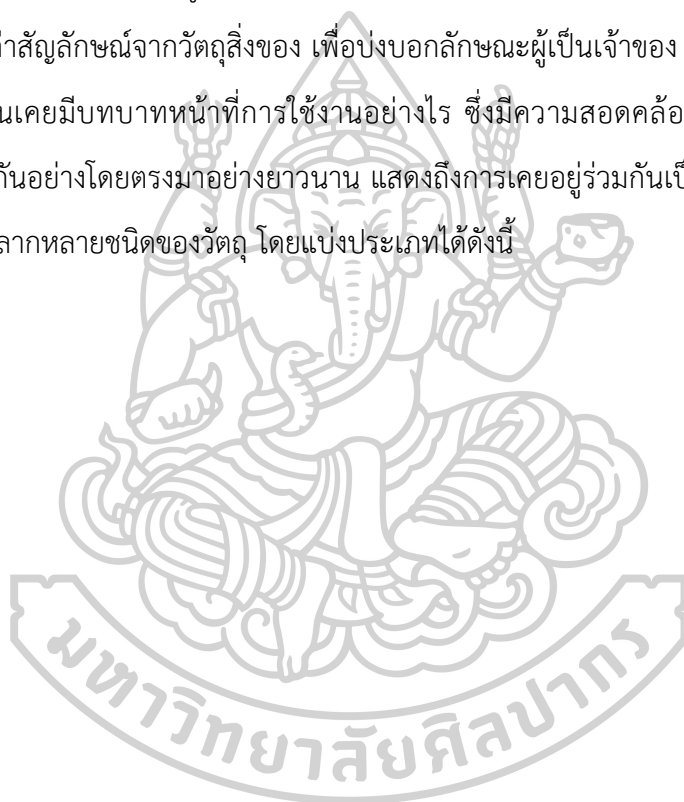 าสัญลักษณ์จากวัตถุสิ่งของ เพื่อบ่งบอกลักษณะผู้เป็นเจ้าของ
นเคยมีบทบาทหน้าที่การใช้งานอย่างไร ซึ่งมีความสอดคล้อ
กันอย่างโดยตรงมาอย่างยาวนาน แสดงถึงการเคยอยู่ร่วมกันเป็
ลากหลายชนิดของวัตถุ โดยแบ่งประเภทได้ดังนี้
มหาวิทยาลัยศิลปากร